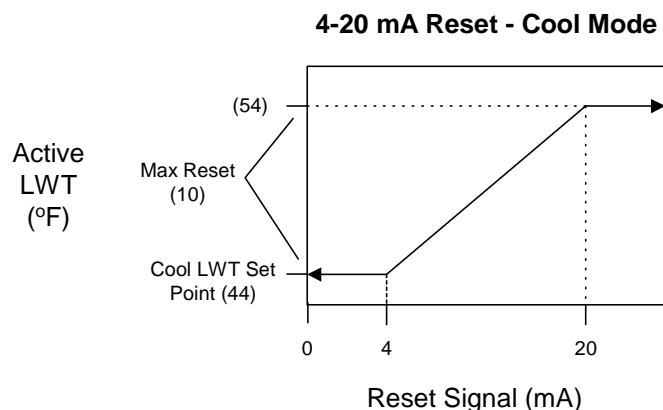 4-20 mA Reset - Cool Mode
(54)
Active
LWT
(oF)
Max Reset
(10)
Cool LWT Set
Point (44)
0
4
20
Reset Signal (mA)